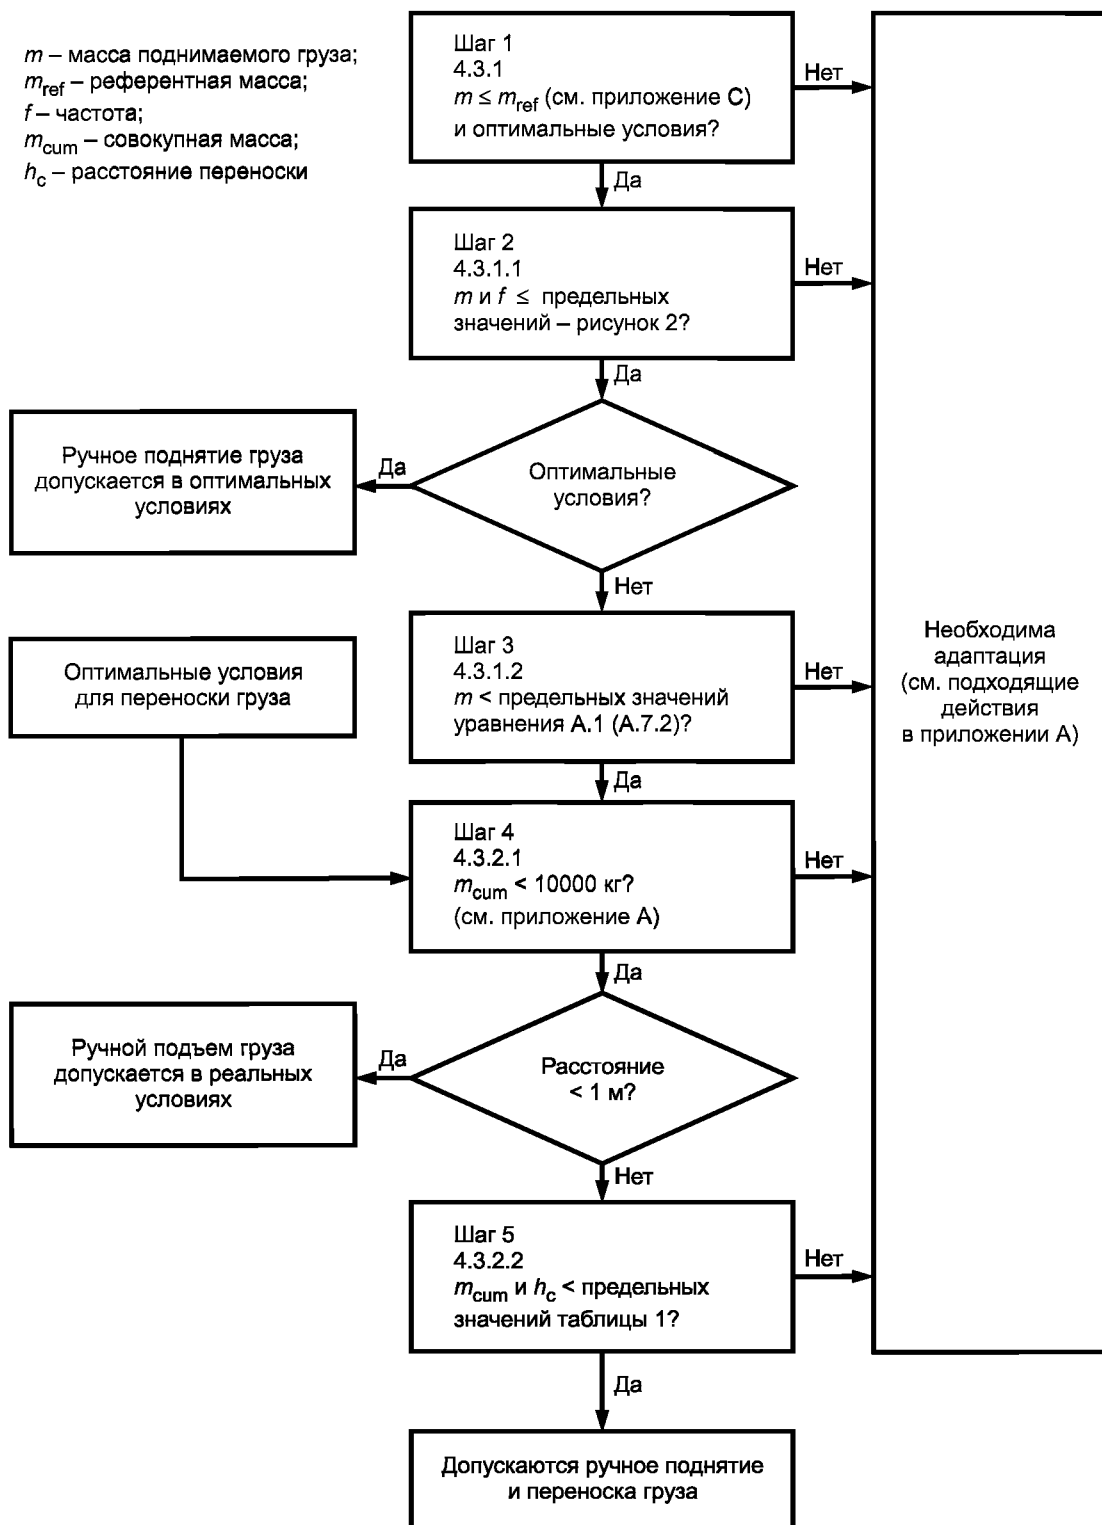 m – масса поднимаемого груза;
mref – референтная масса;
f – частота;
mcum – совокупная масса;
hc – расстояние переноски
Шаг 1
4.3.1
m ≤ mref (см. приложение С)
и оптимальные условия?
Нет
Да
Шаг 2
4.3.1.1
m и f ≤ предельных
значений – рисунок 2?
Нет
Да
Оптимальные
условия?
Да
Ручное поднятие груза
допускается в оптимальных
условиях
Нет
Шаг 3
4.3.1.2
m < предельных значений
уравнения А.1 (А.7.2)?
Нет
Да
Оптимальные условия
для переноски груза
Необходима
адаптация
(см. подходящие
действия
в приложении А)
Шаг 4
4.3.2.1
mcum < 10000 кг?
(см. приложение А)
Нет
Да
Расстояние
< 1 м?
Да
Ручной подъем груза
допускается в реальных
условиях
Нет
Шаг 5
4.3.2.2
mcum и hc < предельных
значений таблицы 1?
Нет
Да
Допускаются ручное поднятие
и переноска груза